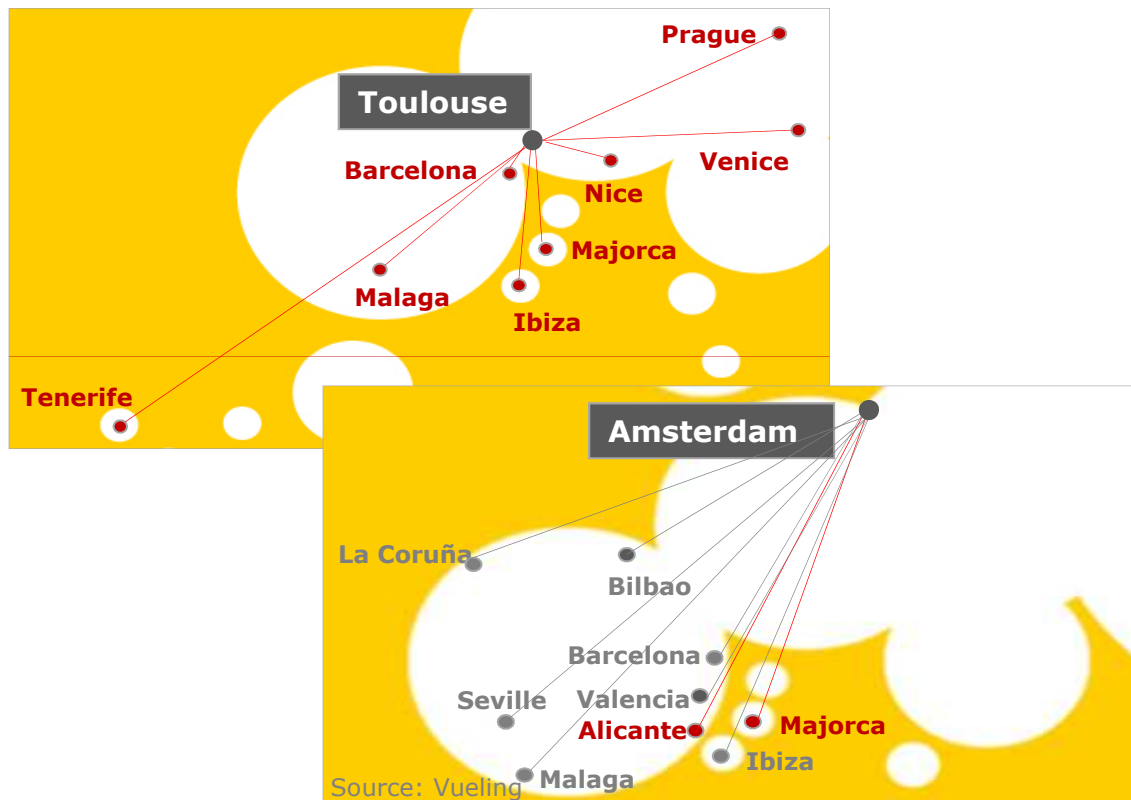 Prague
Toulouse
Barcelona
Venice
Nice
Majorca
Malaga
Ibiza
Tenerife
Amsterdam
La Coruña
Bilbao
Barcelona
Seville
Valencia
Alicante
Majorca
Ibiza
Malaga
Source: Vueling